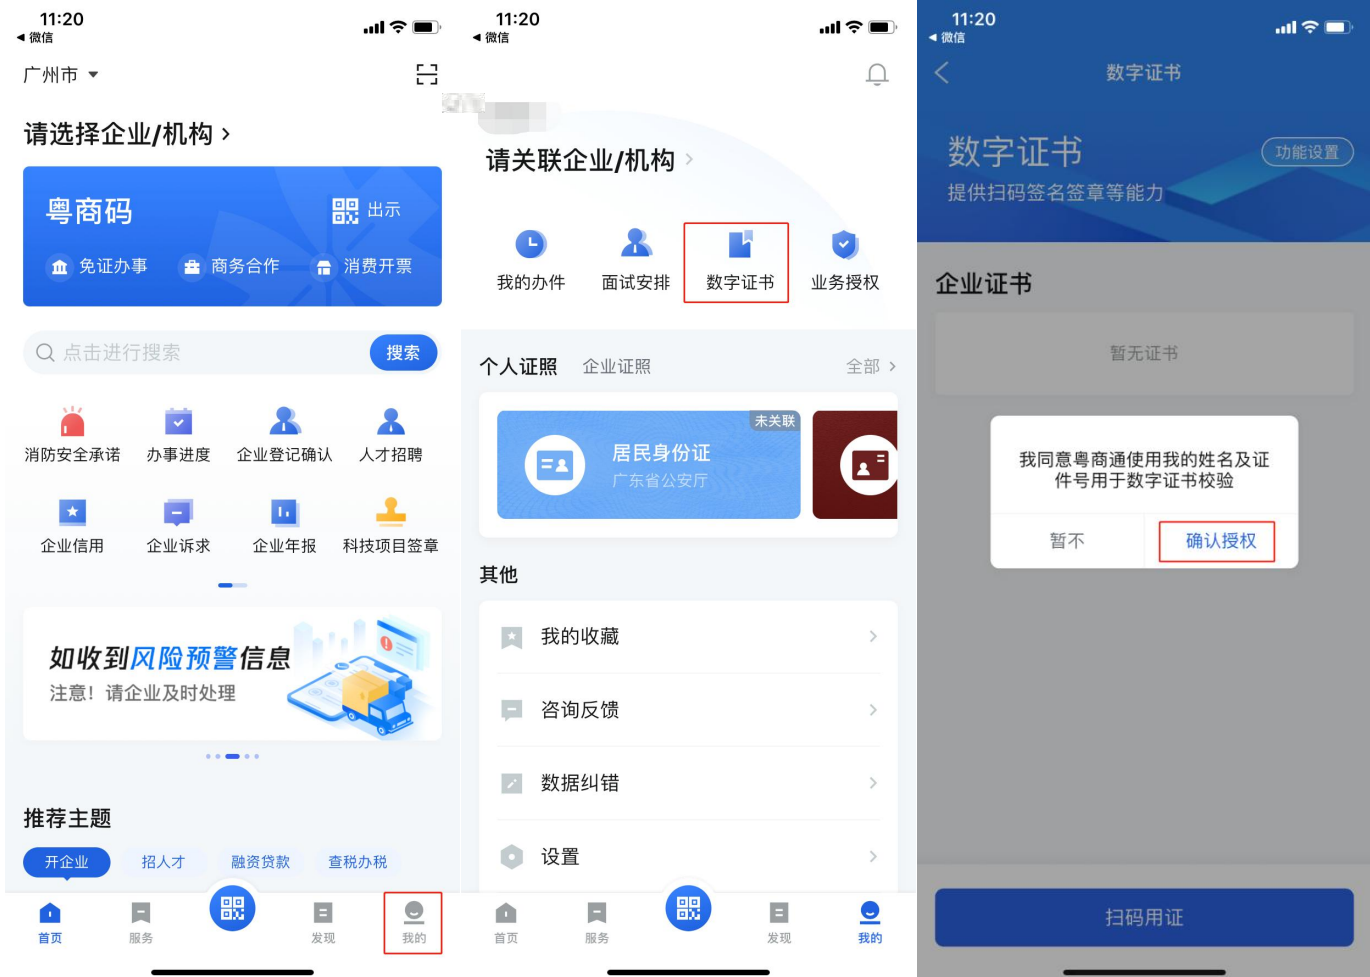 11:20
◀ 微信
广州市
请选择企业/机构
粤商码
出示
免证办事
商务合作
消费开票
点击进行搜索
搜索
消防安全承诺
办事进度
企业登记确认
人才招聘
企业信用
企业诉求
企业年报
科技项目签章
如收到风险预警信息
注意！请企业及时处理
推荐主题
开企业
招人才
融资贷款
查税办税
首页
服务
发现
我的
11:20
◀ 微信
请关联企业/机构
我的办件
面试安排
数字证书
业务授权
个人证照
企业证照
全部
未关联
居民身份证
广东省公安厅
其他
我的收藏
咨询反馈
数据纠错
设置
首页
服务
发现
我的
11:20
◀ 微信
数字证书
数字证书
功能设置
提供扫码签名签章等能力
企业证书
暂无证书
我同意粤商通使用我的姓名及证
件号用于数字证书校验
暂不
确认授权
扫码用证